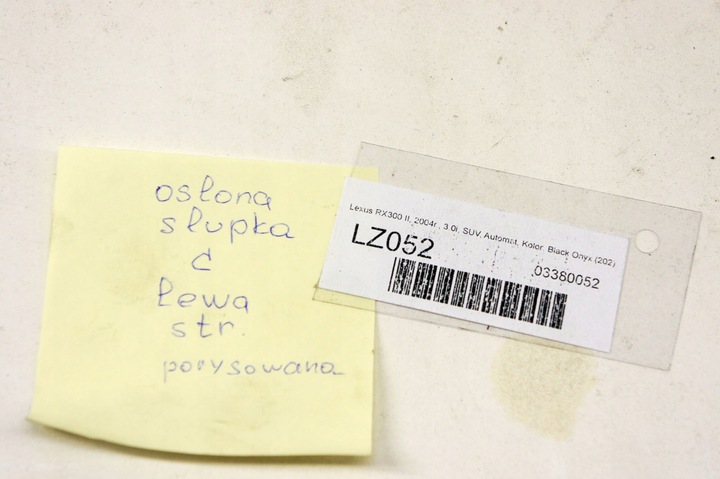 osłona
słupka
C
lewa
str.
porysowana
Lexus RX300 II, 2004r., 3.0i, SUV, Automat, Kolor: Black Onyx (202)
LZ052
03380052